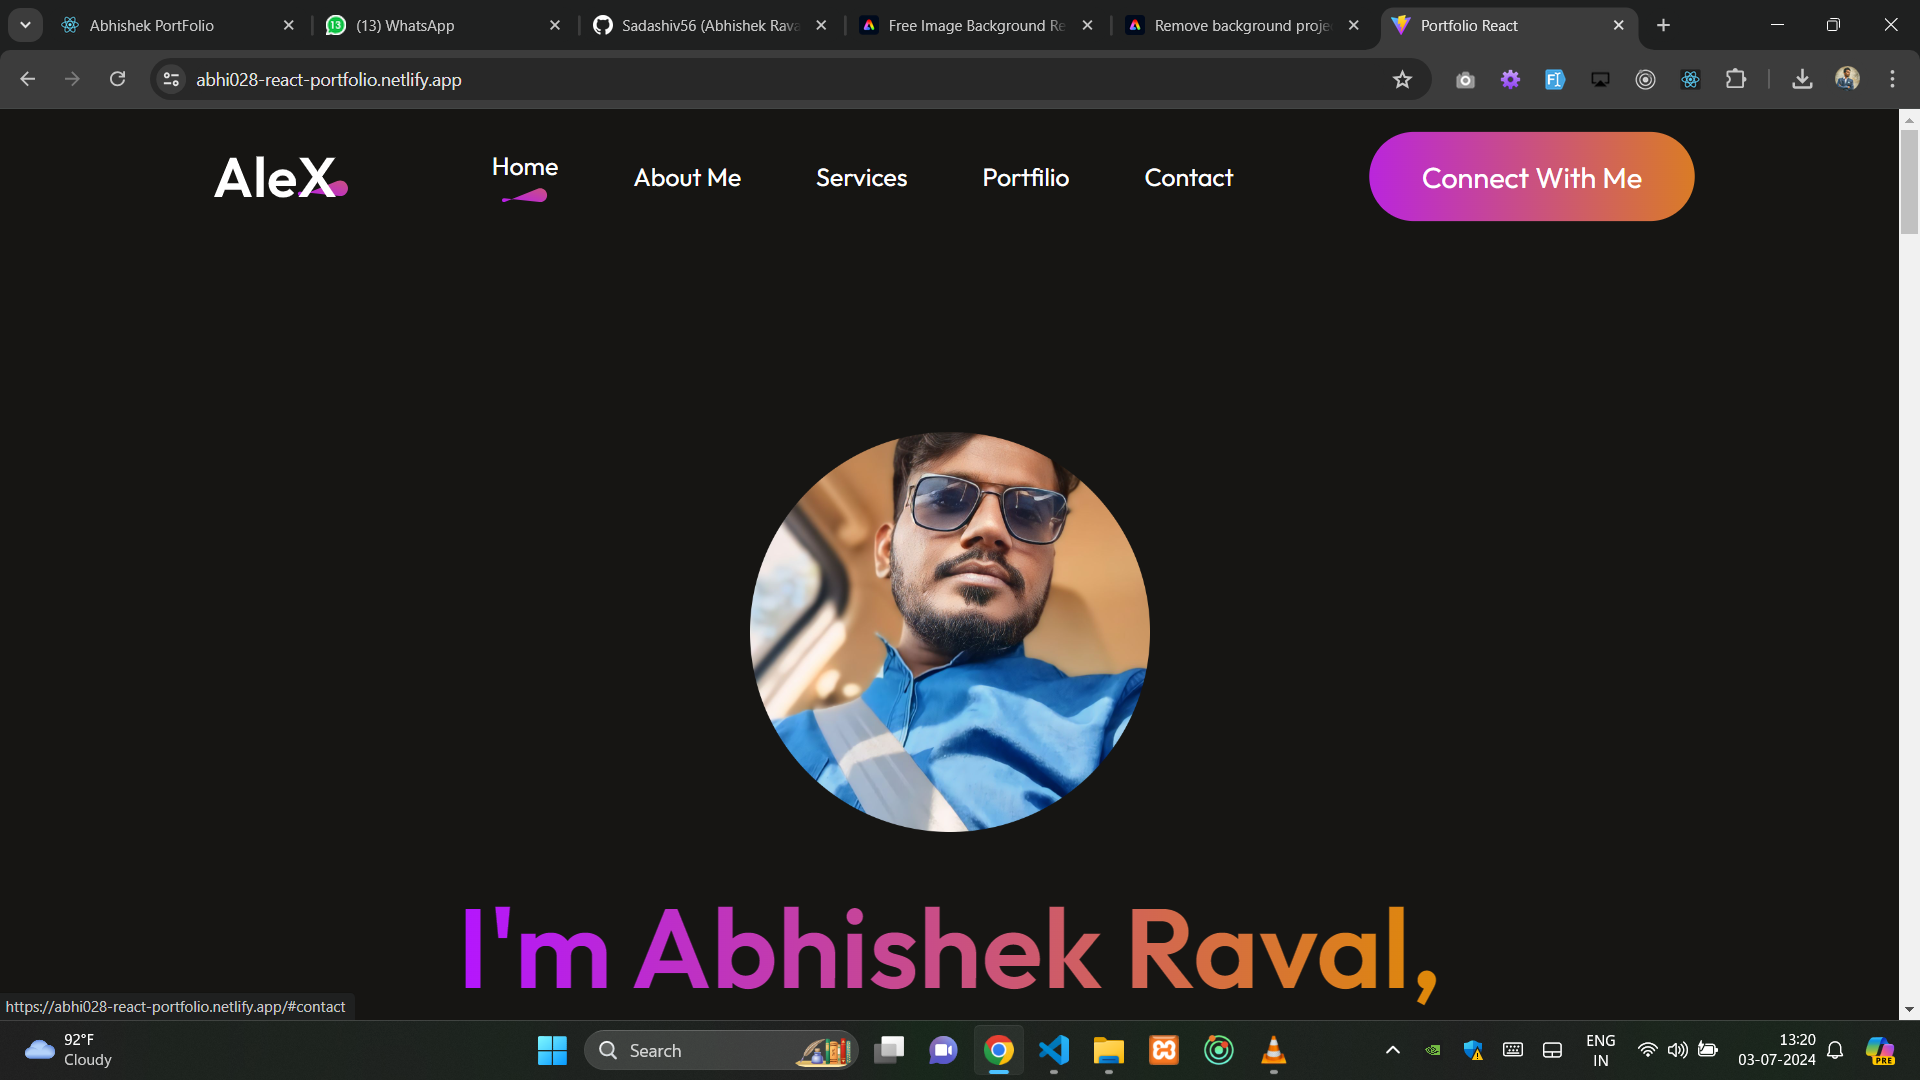 Abhishek PortFolio
(13) WhatsApp
Sadashiv56 (Abhishek Rava
Free Image Background Re
Remove background proje
Portfolio React
abhi028-react-portfolio.netlify.app
AleX
Home
About Me
Services
Portfilio
Contact
Connect With Me
I'm Abhishek Raval,
https://abhi028-react-portfolio.netlify.app/#contact
92°F
Cloudy
Search
ENG
IN
13:20
03-07-2024
PRE